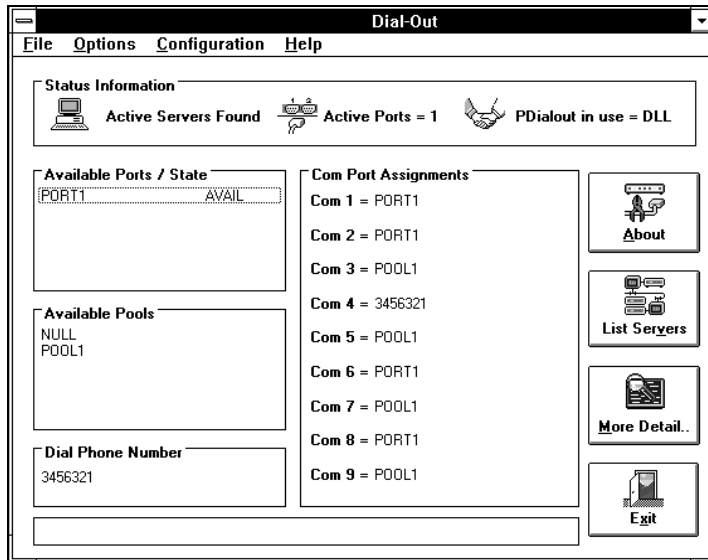 Dial-Out
File Options Configuration Help
Status Information
Active Servers Found
1 2
Active Ports = 1
PDialout in use = DLL
Available Ports / State
PORT1 AVAIL
Available Pools
NULL
POOL1
Dial Phone Number
3456321
Com Port Assignments
Com 1 = PORT1
Com 2 = PORT1
Com 3 = POOL1
Com 4 = 3456321
Com 5 = POOL1
Com 6 = PORT1
Com 7 = POOL1
Com 8 = PORT1
Com 9 = POOL1
About
List Servers
More Detail..
Exit